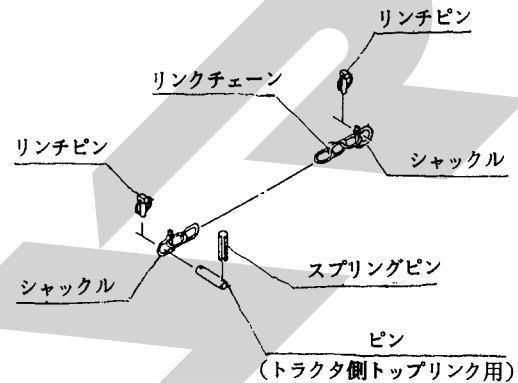 リンチピン
リンクチェーン
シャックル
リンチピン
シャックル
スプリングピン
ピン
(トラクタ側トップリンク用)